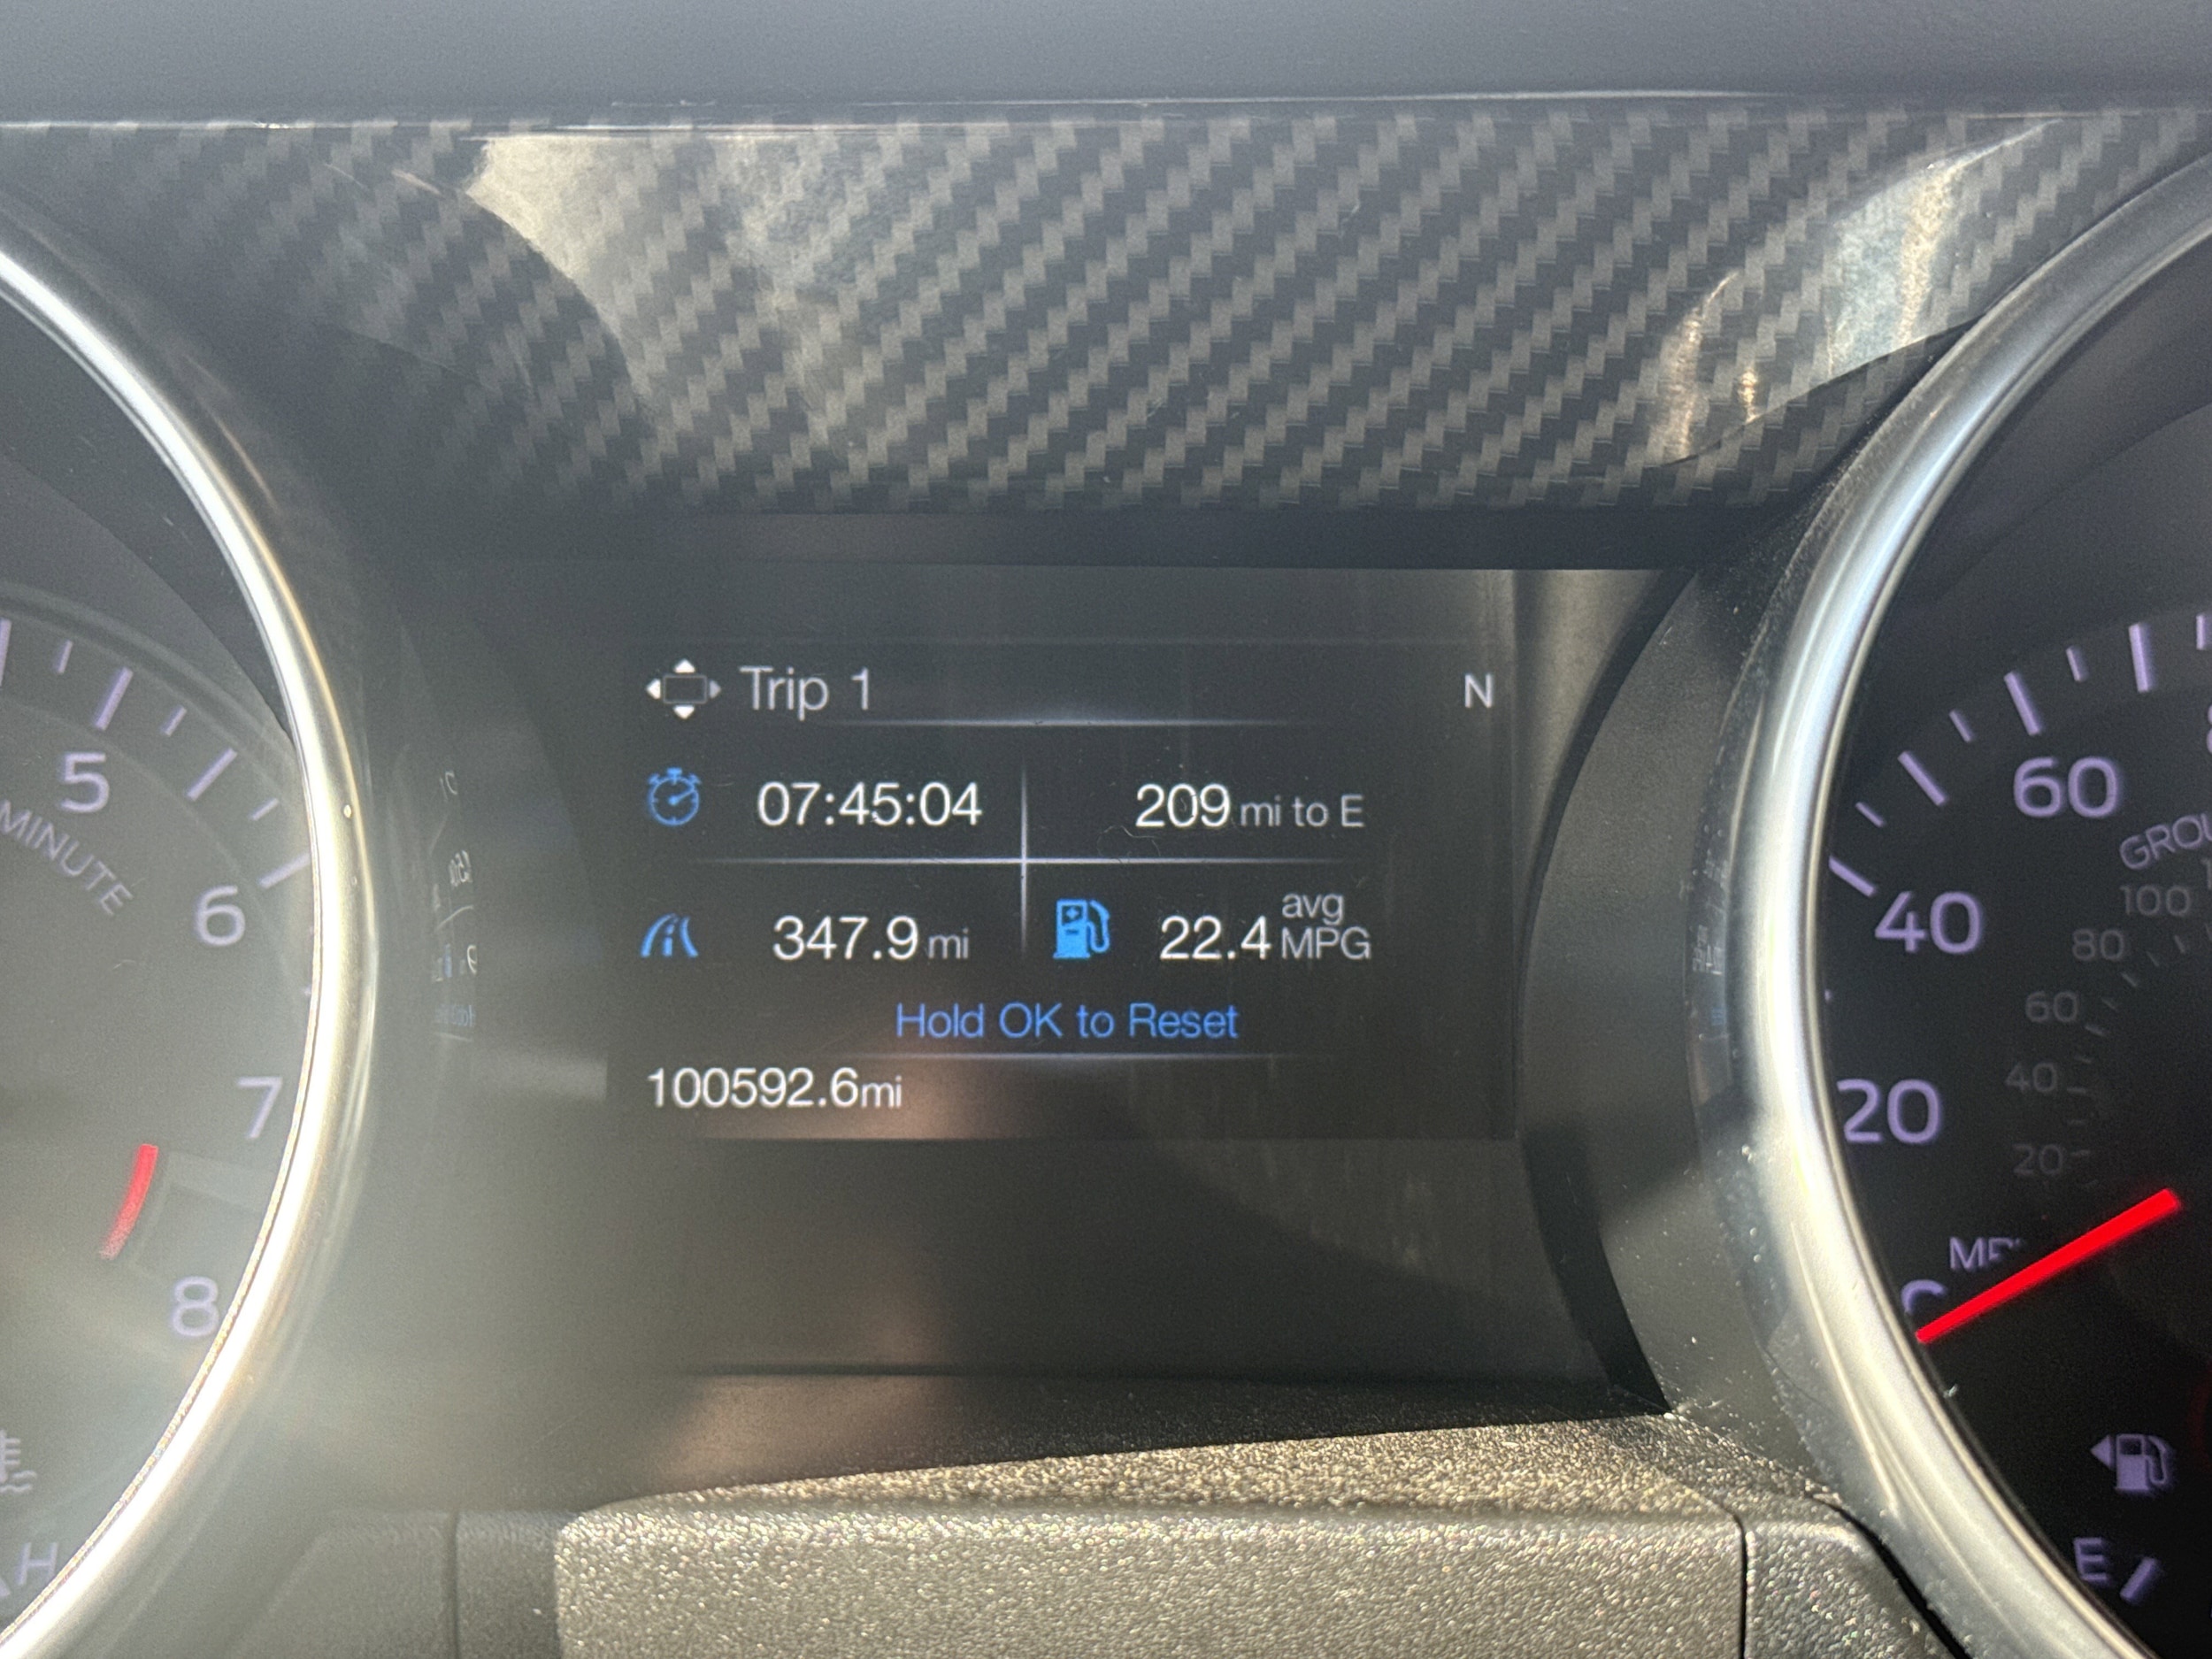 Trip 1
N
07:45:04
209 mi to E
347.9 mi
22.4 avg MPG
Hold OK to Reset
100592.6mi
5
MINUTE
6
7
8
H
60
40
20
100
80
60
40
20
E